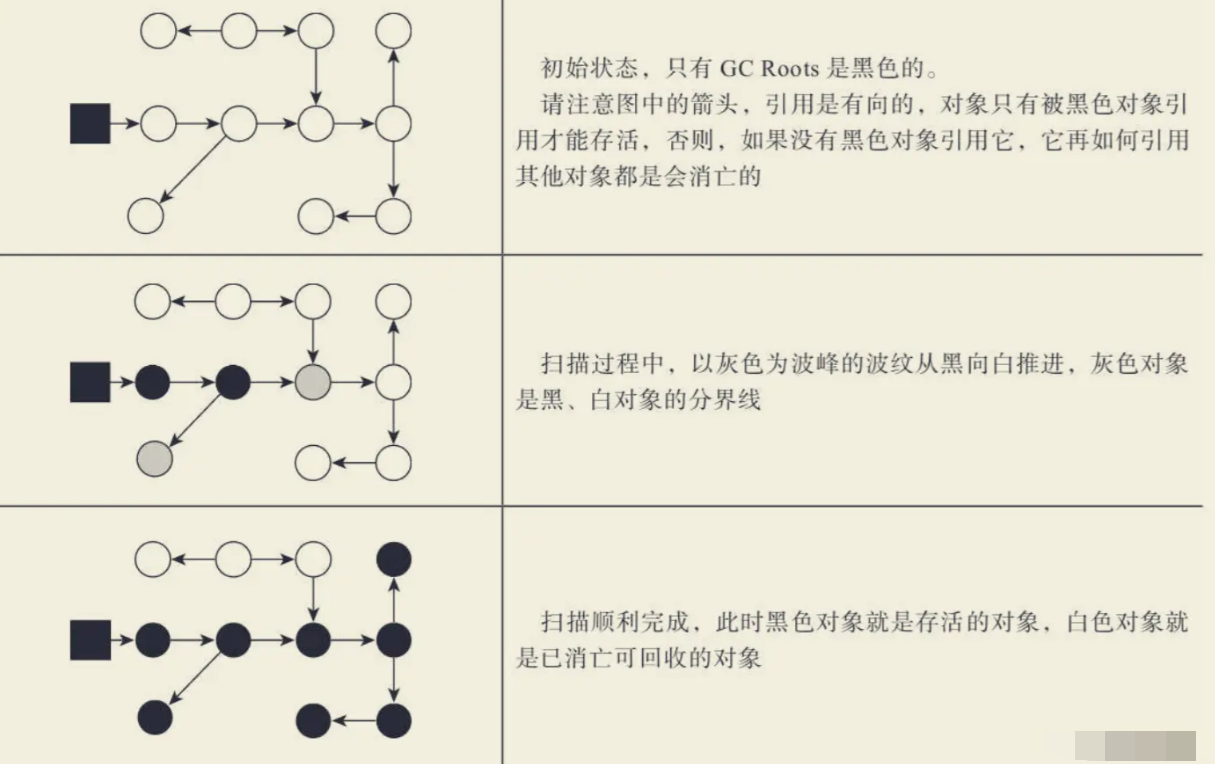 初始状态，只有 GC Roots 是黑色的。
请注意图中的箭头，引用是有向的，对象只有被黑色对象引
用才能存活，否则，如果没有黑色对象引用它，它再如何引用
其他对象都是会消亡的
扫描过程中，以灰色为波峰的波纹从黑向白推进，灰色对象
是黑、白对象的分界线
扫描顺利完成，此时黑色对象就是存活的对象，白色对象就
是已消亡可回收的对象